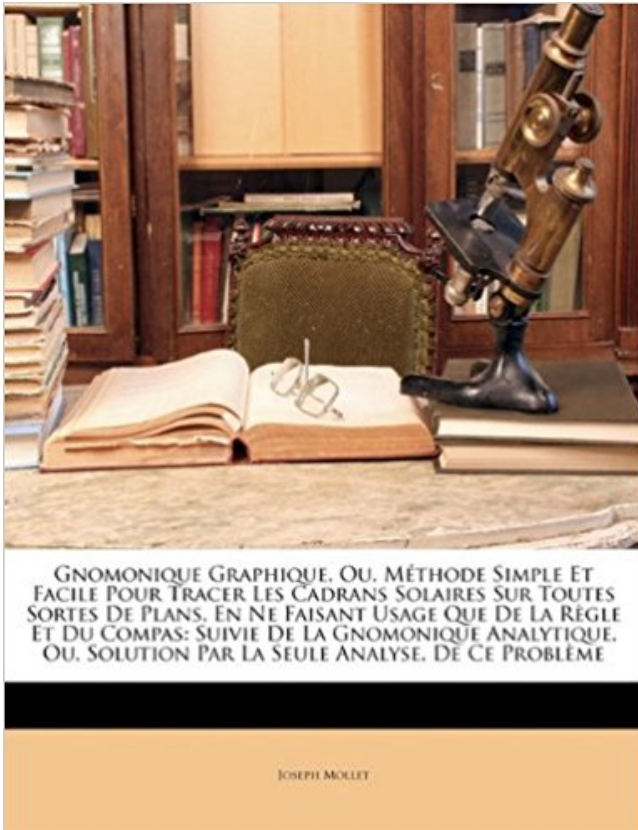 Gnomonique Graphique, Ou, Méthode Simple Et
Facile Pour Tracer Les Cadrans Solaires Sur Toutes
Sortes De Plans, En Ne Faisant Usage Que De La Règle
Et Du Compas: Suivie De La Gnomonique Analytique,
Ou, Solution Par La Seule Analyse, De Ce Problème
Joseph Mollet